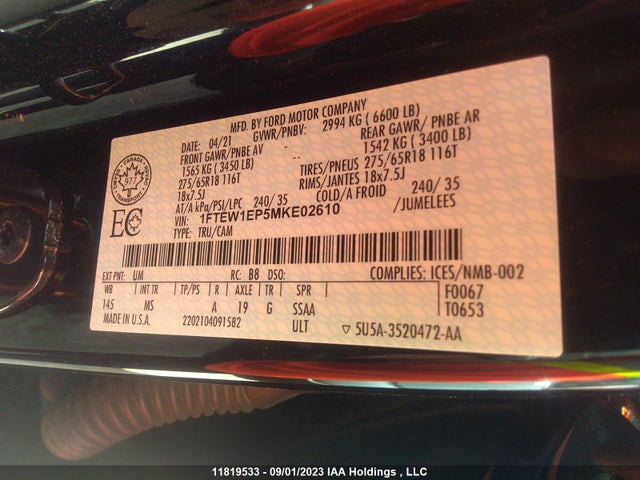 MFD. BY FORD MOTOR COMPANY
DATE: 04/21 GVWR/PNBV: 2994 KG ( 6600 LB)
FRONT GAWR/PNBE AV -- REAR GAWR/ PNBE AR
1565 KG ( 3450 LB) 1542 KG ( 3400 LB)
275/65R18 116T TIRES/PNEUS 275/65R18 116T
18x7.5J RIMS/JANTES 18x7.5J
AT/A kPa/PSI/LPC 240/ 35 COLD/A FROID 240/ 35
VIN: 1FTEW1EP5MKE02610 /JUMELEES
TYPE: TRU/CAM
CANADA
977
TRANSPORT
EC
EXT PNT: UM RC: B8 DSO: COMPLIES: ICES/NMB-002
WB INT TR TP/PS R AXLE TR SPR F0067
145 MS A 19 G SSAA T0653
MADE IN U.S.A. 2202104091582 ULT ▽ 5U5A-3520472-AA
11819533 - 09/01/2023 IAA Holdings , LLC